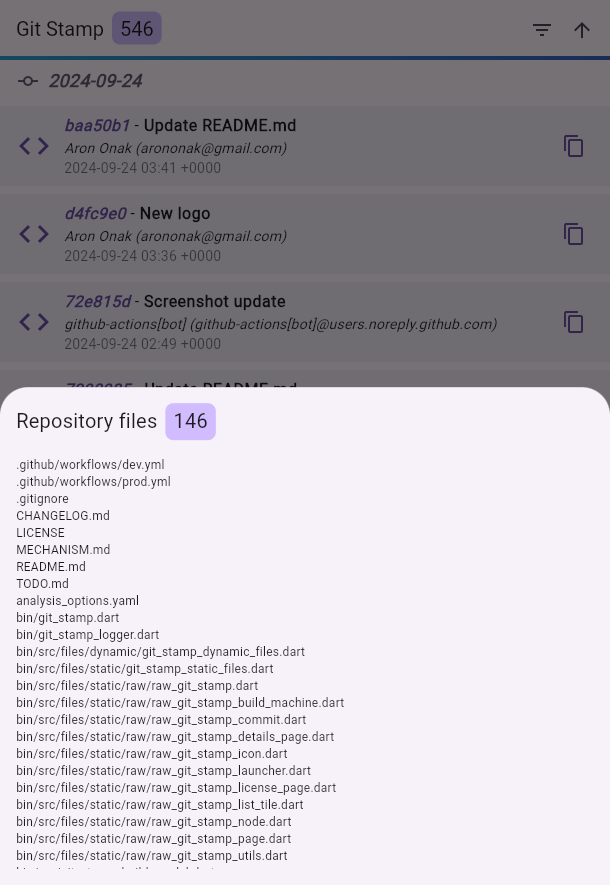 Git Stamp 546
2024-09-24
baa50b1 - Update README.md
Aron Onak (arononak@gmail.com)
2024-09-24 03:41 +0000
d4fc9e0 - New logo
Aron Onak (arononak@gmail.com)
2024-09-24 03:36 +0000
72e815d - Screenshot update
github-actions[bot] (github-actions[bot]@users.noreply.github.com)
2024-09-24 02:49 +0000
- Update README.md
Repository files 146
.github/workflows/dev.yml
.github/workflows/prod.yml
.gitignore
CHANGELOG.md
LICENSE
MECHANISM.md
README.md
TODO.md
analysis_options.yaml
bin/git_stamp.dart
bin/git_stamp_logger.dart
bin/src/files/dynamic/git_stamp_dynamic_files.dart
bin/src/files/static/git_stamp_static_files.dart
bin/src/files/static/raw/raw_git_stamp.dart
bin/src/files/static/raw/raw_git_stamp_build_machine.dart
bin/src/files/static/raw/raw_git_stamp_commit.dart
bin/src/files/static/raw/raw_git_stamp_details_page.dart
bin/src/files/static/raw/raw_git_stamp_icon.dart
bin/src/files/static/raw/raw_git_stamp_launcher.dart
bin/src/files/static/raw/raw_git_stamp_license_page.dart
bin/src/files/static/raw/raw_git_stamp_list_tile.dart
bin/src/files/static/raw/raw_git_stamp_node.dart
bin/src/files/static/raw/raw_git_stamp_page.dart
bin/src/files/static/raw/raw_git_stamp_utils.dart